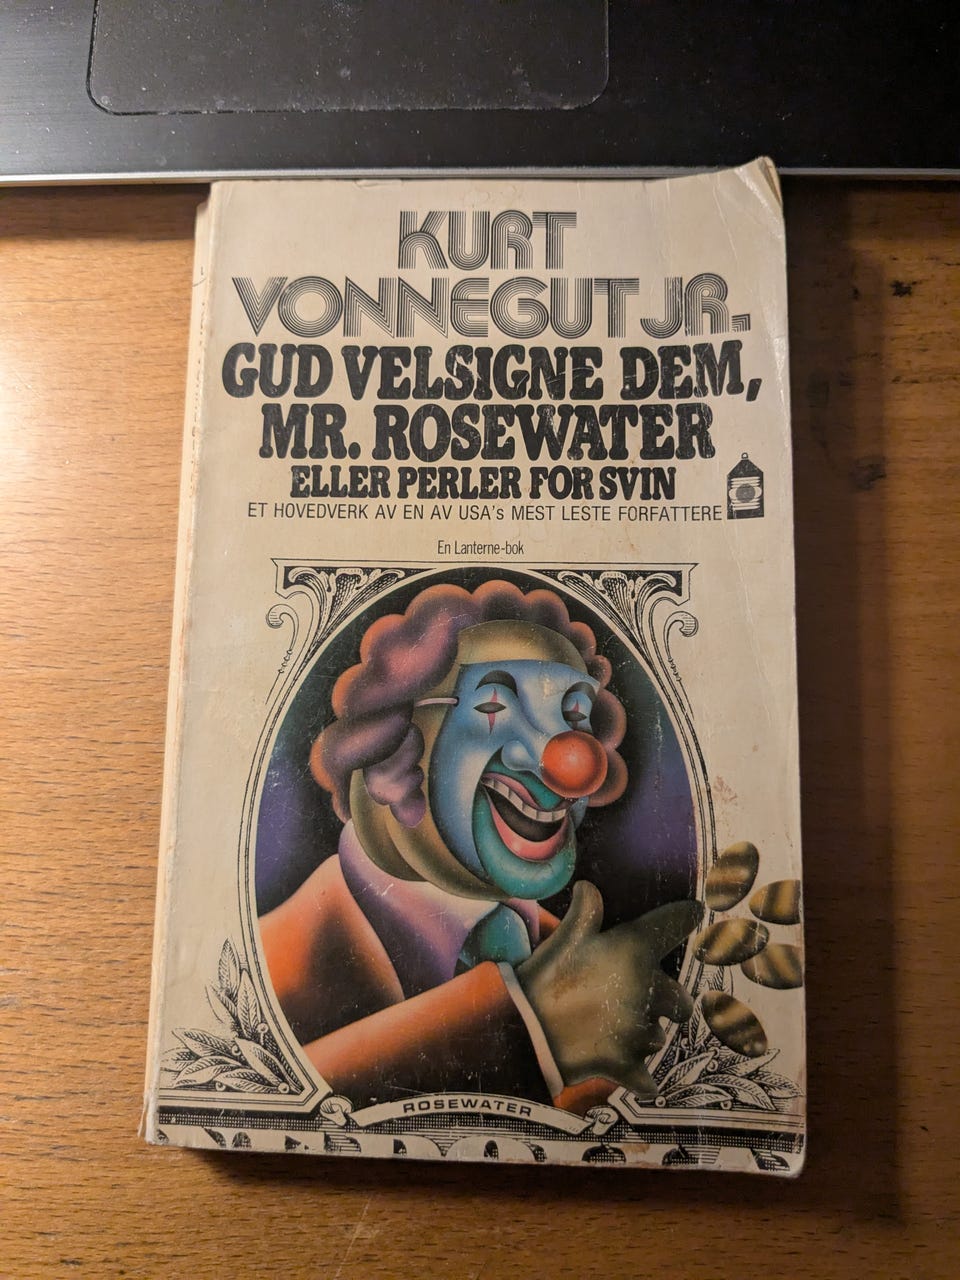 KURT
VONNEGUT JR.
GUD VELSIGNE DEM,
MR. ROSEWATER
ELLER PERLER FOR SVIN
ET HOVEDVERK AV EN AV USA's MEST LESTE FORFATTERE
En Lanterne-bok
ROSEWATER